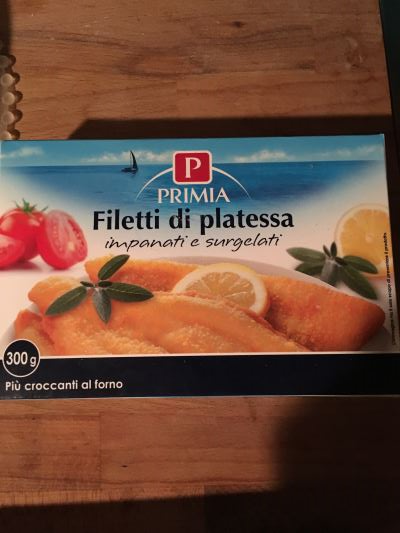 P
PRIMIA
Filetti di platessa
impanati e surgelati
300 g
Più croccanti al forno